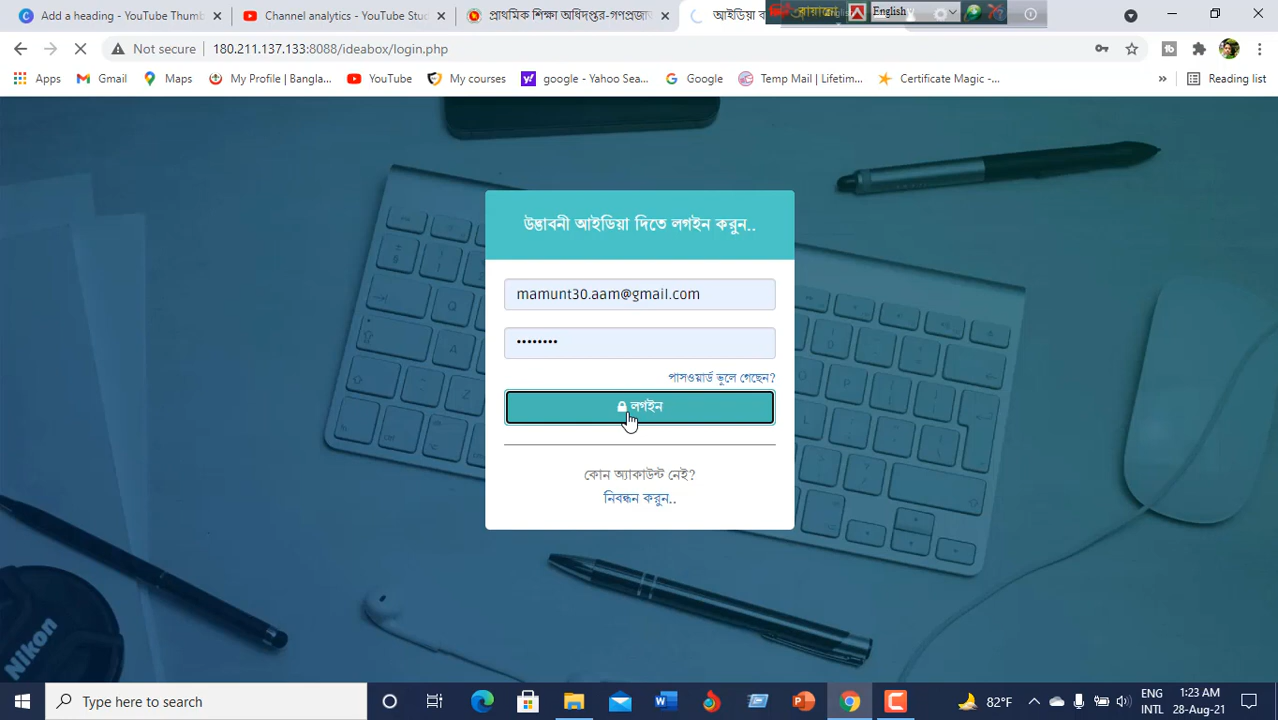 Add a heading - YouTube Thumb
Channel analytics - YouTube Stu
প্রাথমিক শিক্ষা অধিদপ্তর-গণপ্রজা
আইডিয়া ব
English
Not secure
180.211.137.133:8088/ideabox/login.php
Apps
Gmail
Maps
My Profile | Bangla...
YouTube
My courses
google - Yahoo Sea...
Google
Temp Mail | Lifetim...
Certificate Magic -...
»
Reading list
উদ্ভাবনী আইডিয়া দিতে লগইন করুন..
mamunt30.aam@gmail.com
••••••••
পাসওয়ার্ড ভুলে গেছেন?
লগইন
কোন অ্যাকাউন্ট নেই?
নিবন্ধন করুন..
Nikon
Type here to search
82°F
ENG
INTL
1:23 AM
28-Aug-21